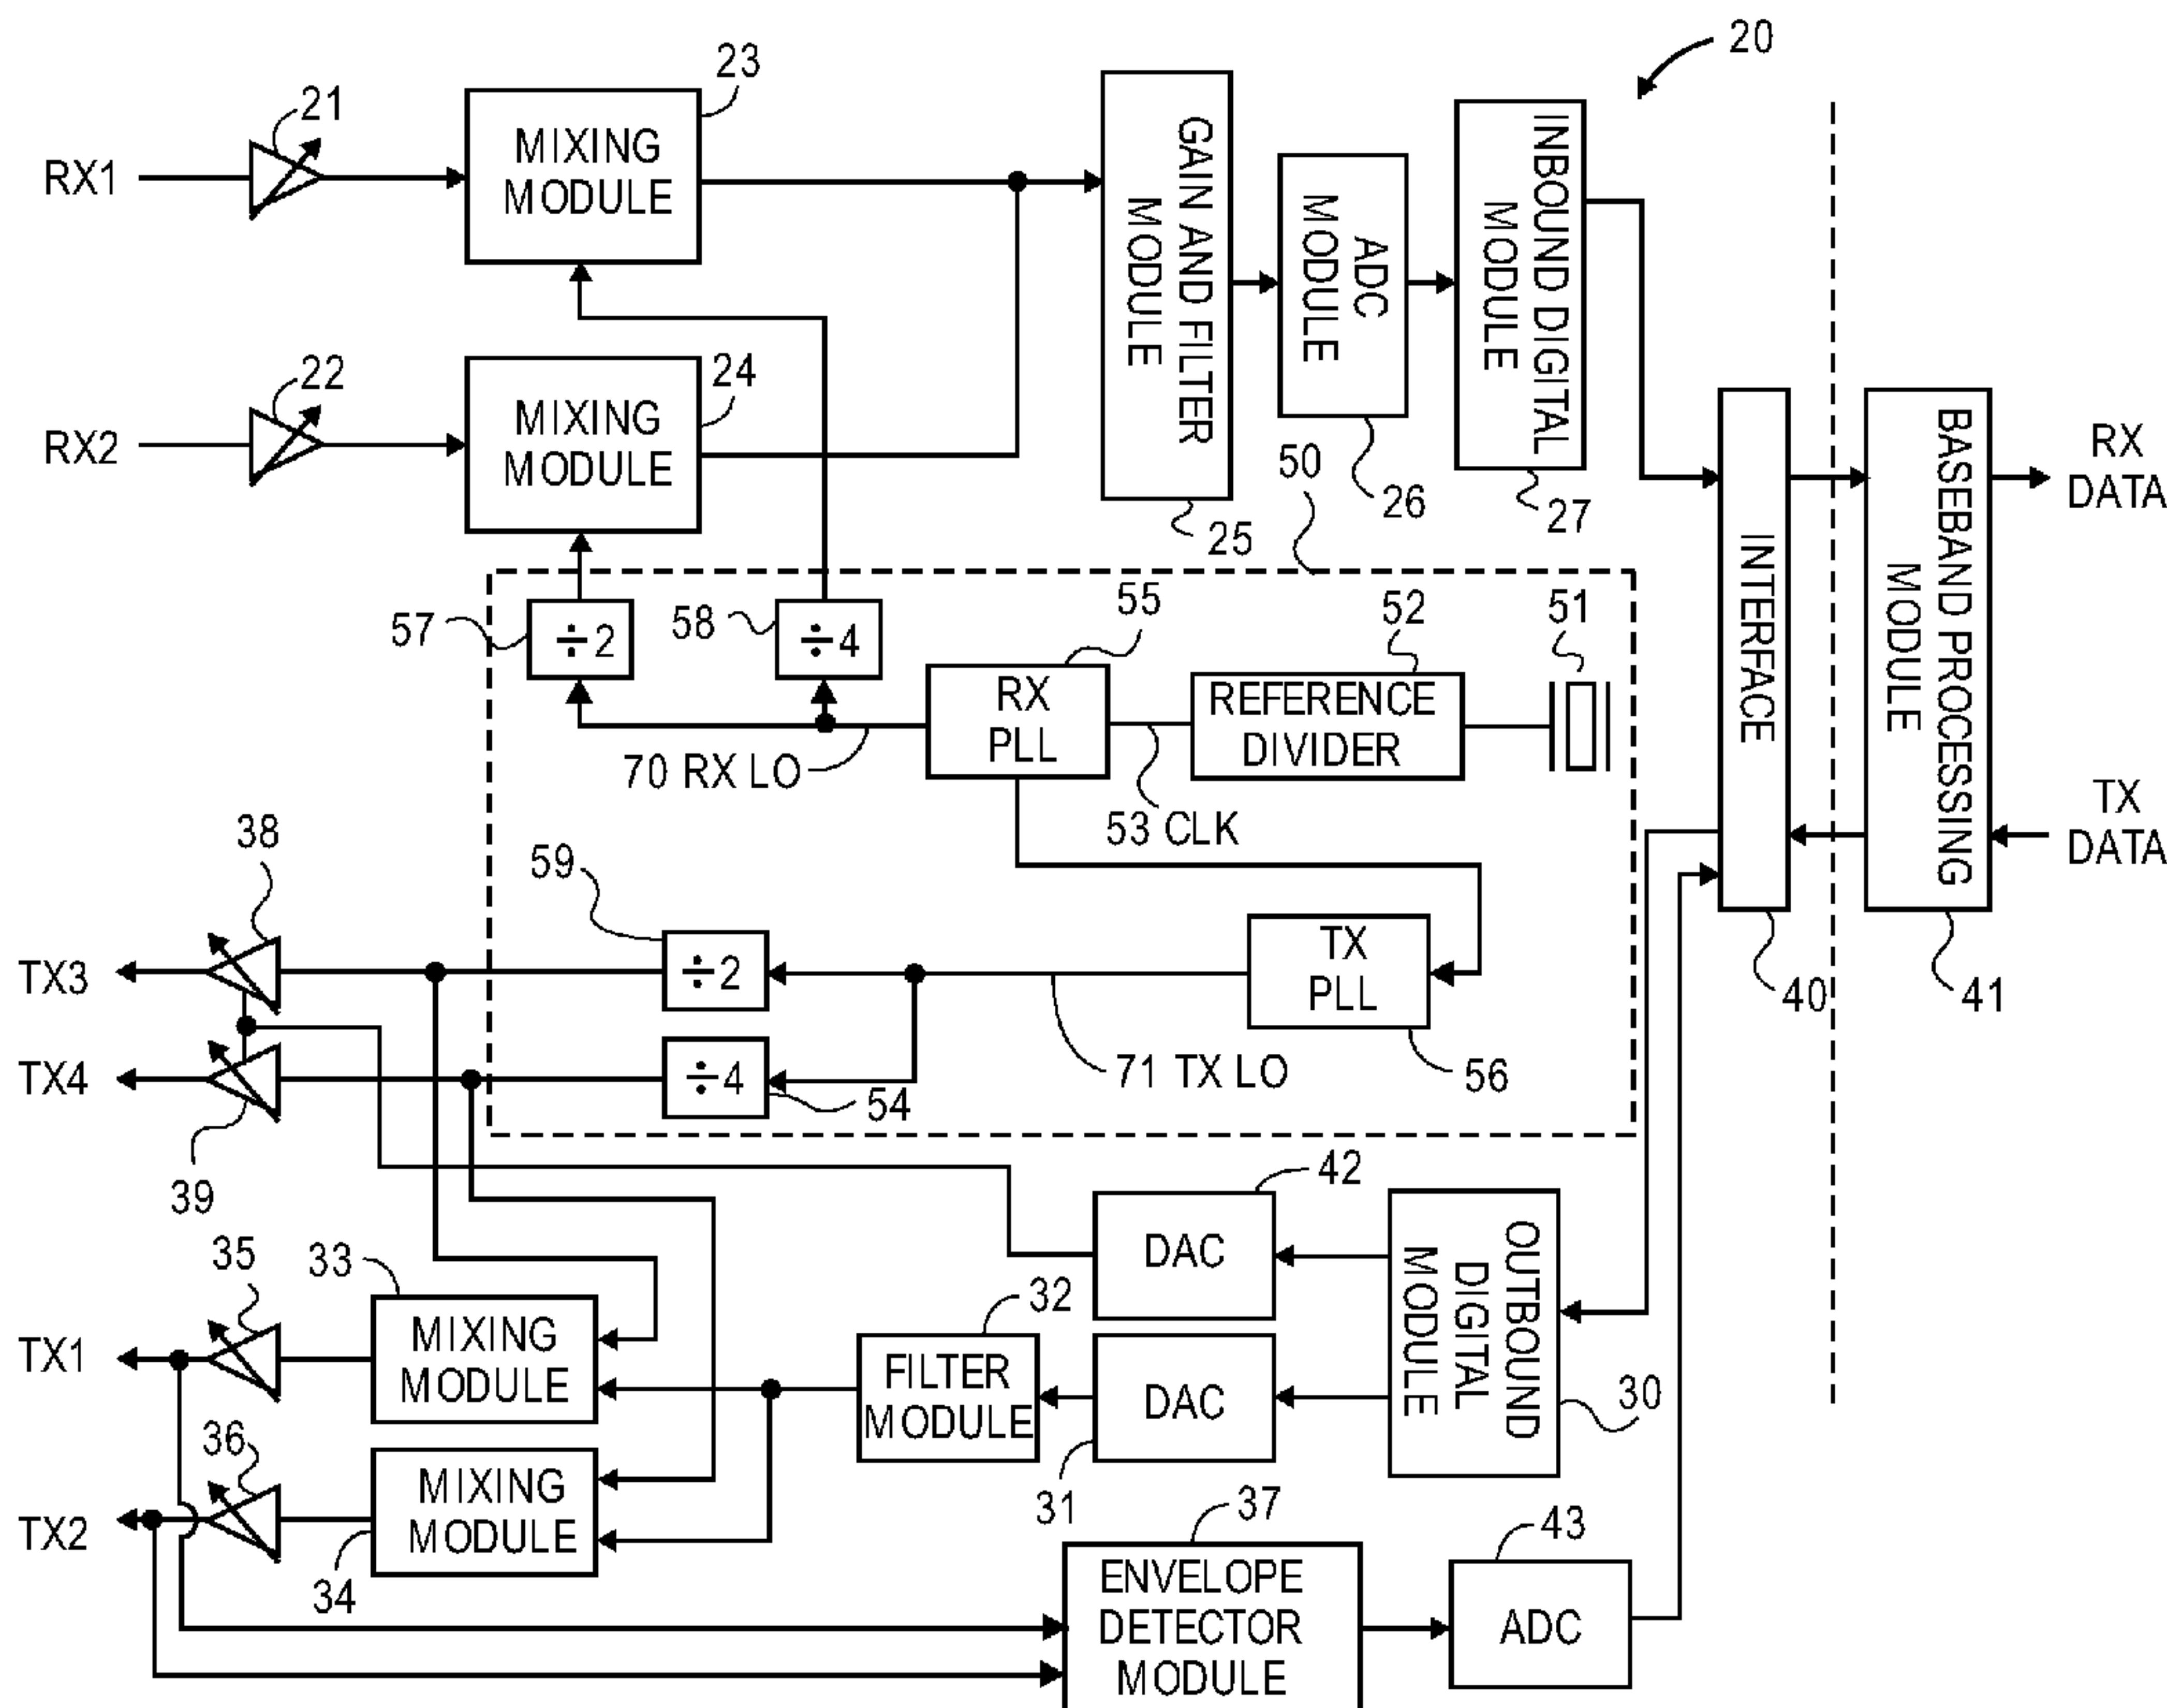 20
23
21
RX1
MIXING
MODULE
GAIN AND FILTER
MODULE
ADC
MODULE
INBOUND DIGITAL
MODULE
22
24
RX2
MIXING
MODULE
50
26
27
25
RX
DATA
INTERFACE
BASEBAND PROCESSING
MODULE
57
÷2
58
÷4
55
52
51
RX
PLL
REFERENCE
DIVIDER
70 RX LO
53 CLK
TX
DATA
38
59
TX3
÷2
TX
PLL
40
41
TX4
÷4
54
71 TX LO
56
39
42
35
33
DAC
OUTBOUND
DIGITAL
MODULE
32
TX1
MIXING
MODULE
FILTER
MODULE
DAC
30
36
31
TX2
MIXING
MODULE
34
37
43
ENVELOPE
DETECTOR
MODULE
ADC